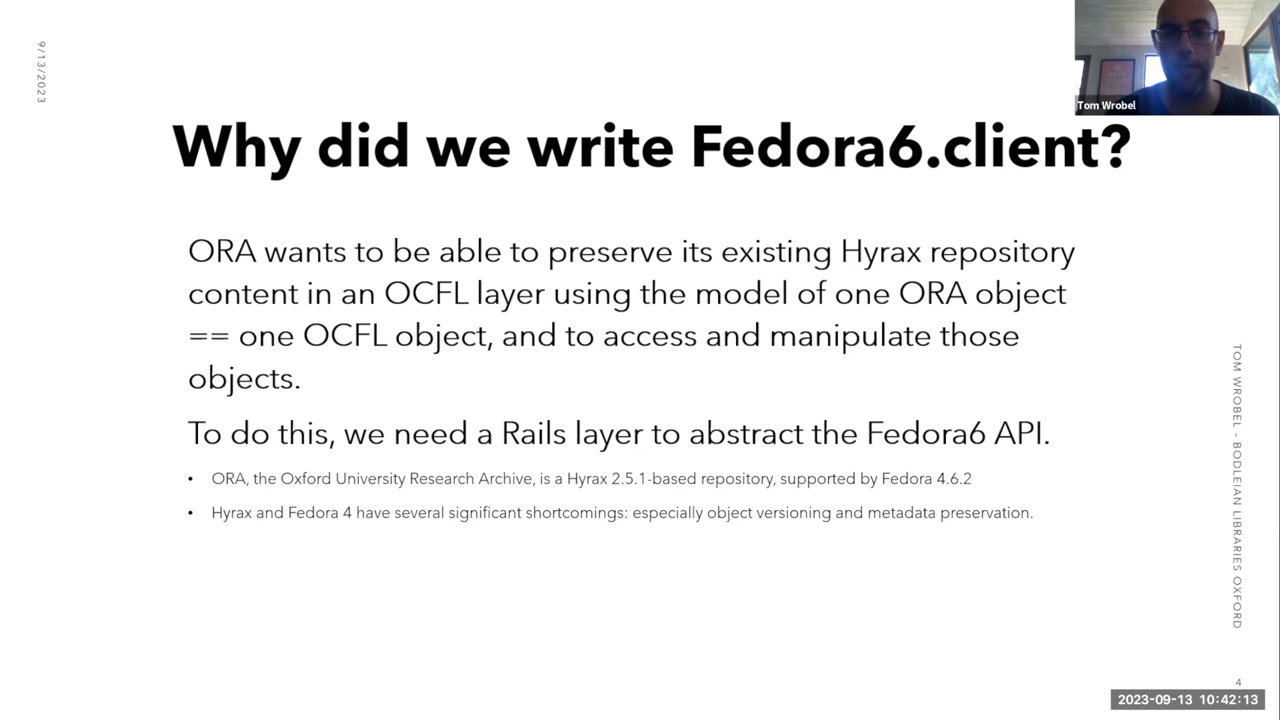 9/13/2023
Tom Wrobel
Why did we write Fedora6.client?
ORA wants to be able to preserve its existing Hyrax repository
content in an OCFL layer using the model of one ORA object
== one OCFL object, and to access and manipulate those
objects.
To do this, we need a Rails layer to abstract the Fedora6 API.
• ORA, the Oxford University Research Archive, is a Hyrax 2.5.1-based repository, supported by Fedora 4.6.2
• Hyrax and Fedora 4 have several significant shortcomings: especially object versioning and metadata preservation.
TOM WROBEL - BODLEIAN LIBRARIES OXFORD
4
2023-09-13 10:42:13